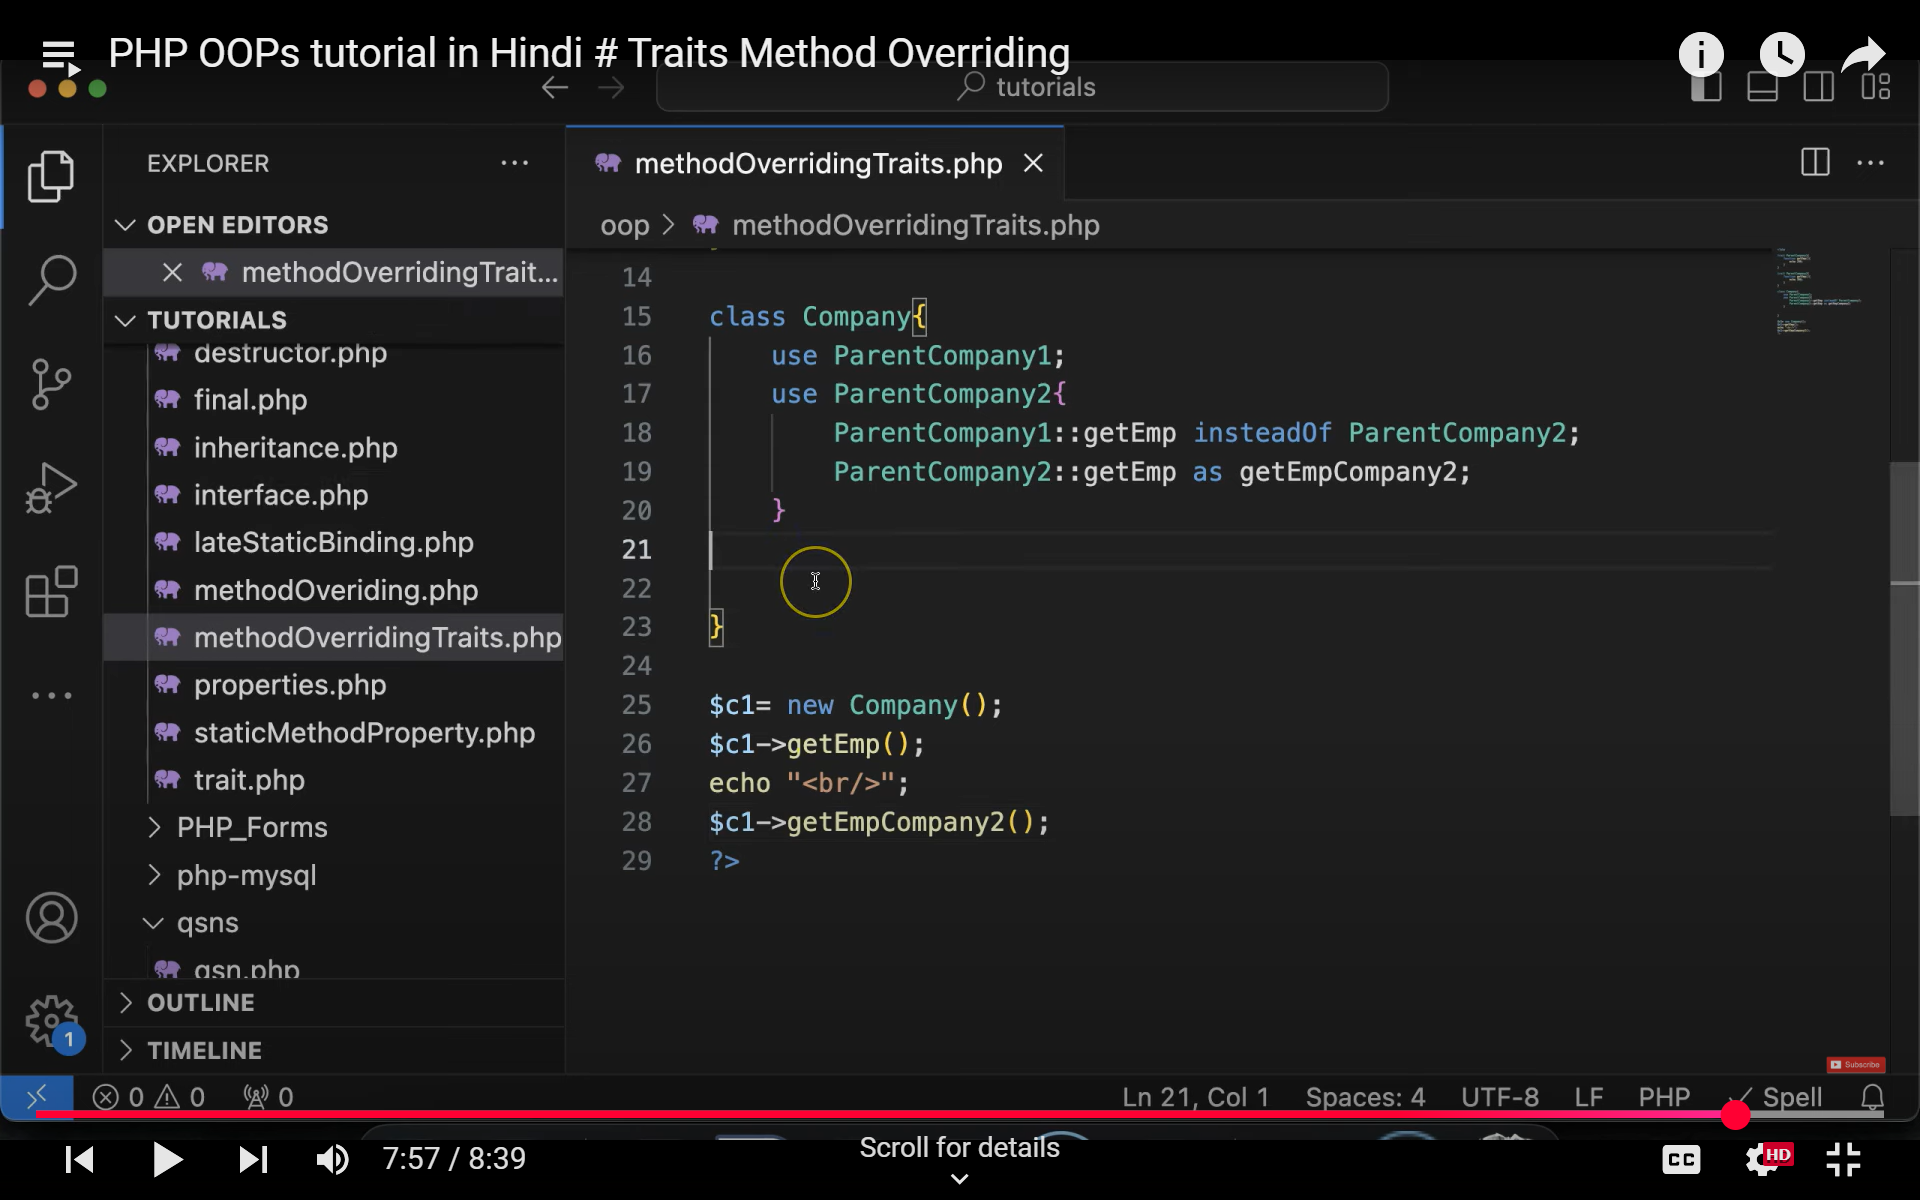 PHP OOPs tutorial in Hindi # Traits Method Overriding
tutorials
EXPLORER
OPEN EDITORS
methodOverridingTrait...
TUTORIALS
destructor.php
final.php
inheritance.php
interface.php
lateStaticBinding.php
methodOveriding.php
methodOverridingTraits.php
properties.php
staticMethodProperty.php
trait.php
PHP_Forms
php-mysql
qsns
qsn.php
OUTLINE
TIMELINE
methodOverridingTraits.php
oop > methodOverridingTraits.php
14
15 class Company{
16 use ParentCompany1;
17 use ParentCompany2{
18 ParentCompany1::getEmp insteadOf ParentCompany2;
19 ParentCompany2::getEmp as getEmpCompany2;
20 }
21
22
23 }
24
25 $c1= new Company();
26 $c1->getEmp();
27 echo "<br/>";
28 $c1->getEmpCompany2();
29 ?>
Subscribe
1
0 0 0 Ln 21, Col 1 Spaces: 4 UTF-8 LF PHP Spell
7:57 / 8:39 Scroll for details CC HD